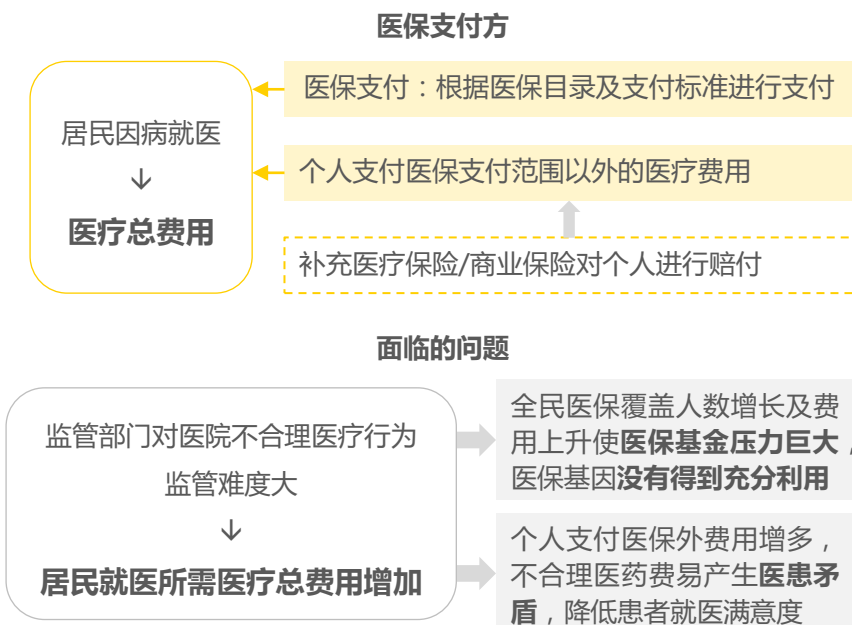 医保支付方
医保支付：根据医保目录及支付标准进行支付
居民因病就医
个人支付医保支付范围以外的医疗费用
医疗总费用
补充医疗保险/商业保险对个人进行赔付
面临的问题
监管部门对医院不合理医疗行为
监管难度大
居民就医所需医疗总费用增加
全民医保覆盖人数增长及费
用上升使医保基金压力巨大，
医保基因没有得到充分利用
个人支付医保外费用增多，
不合理医药费易产生医患矛
盾，降低患者就医满意度